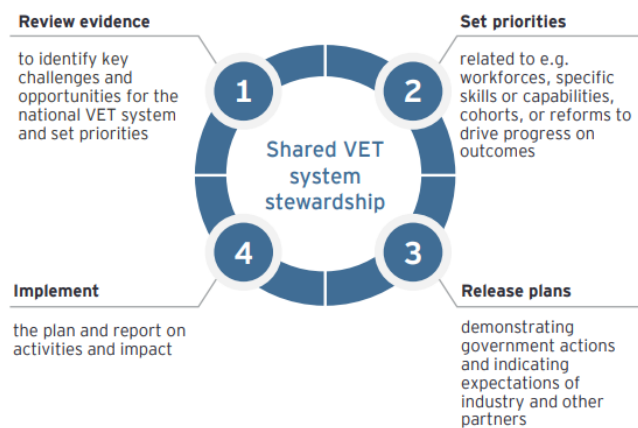 Review evidence
to identify key
challenges and
opportunities for the
national VET system
and set priorities
1
2
Set priorities
related to e.g.
workforces, specific
skills or capabilities,
cohorts, or reforms to
drive progress on
outcomes
Shared VET
system
stewardship
4
3
Implement
the plan and report on
activities and impact
Release plans
demonstrating
government actions
and indicating
expectations of
industry and other
partners